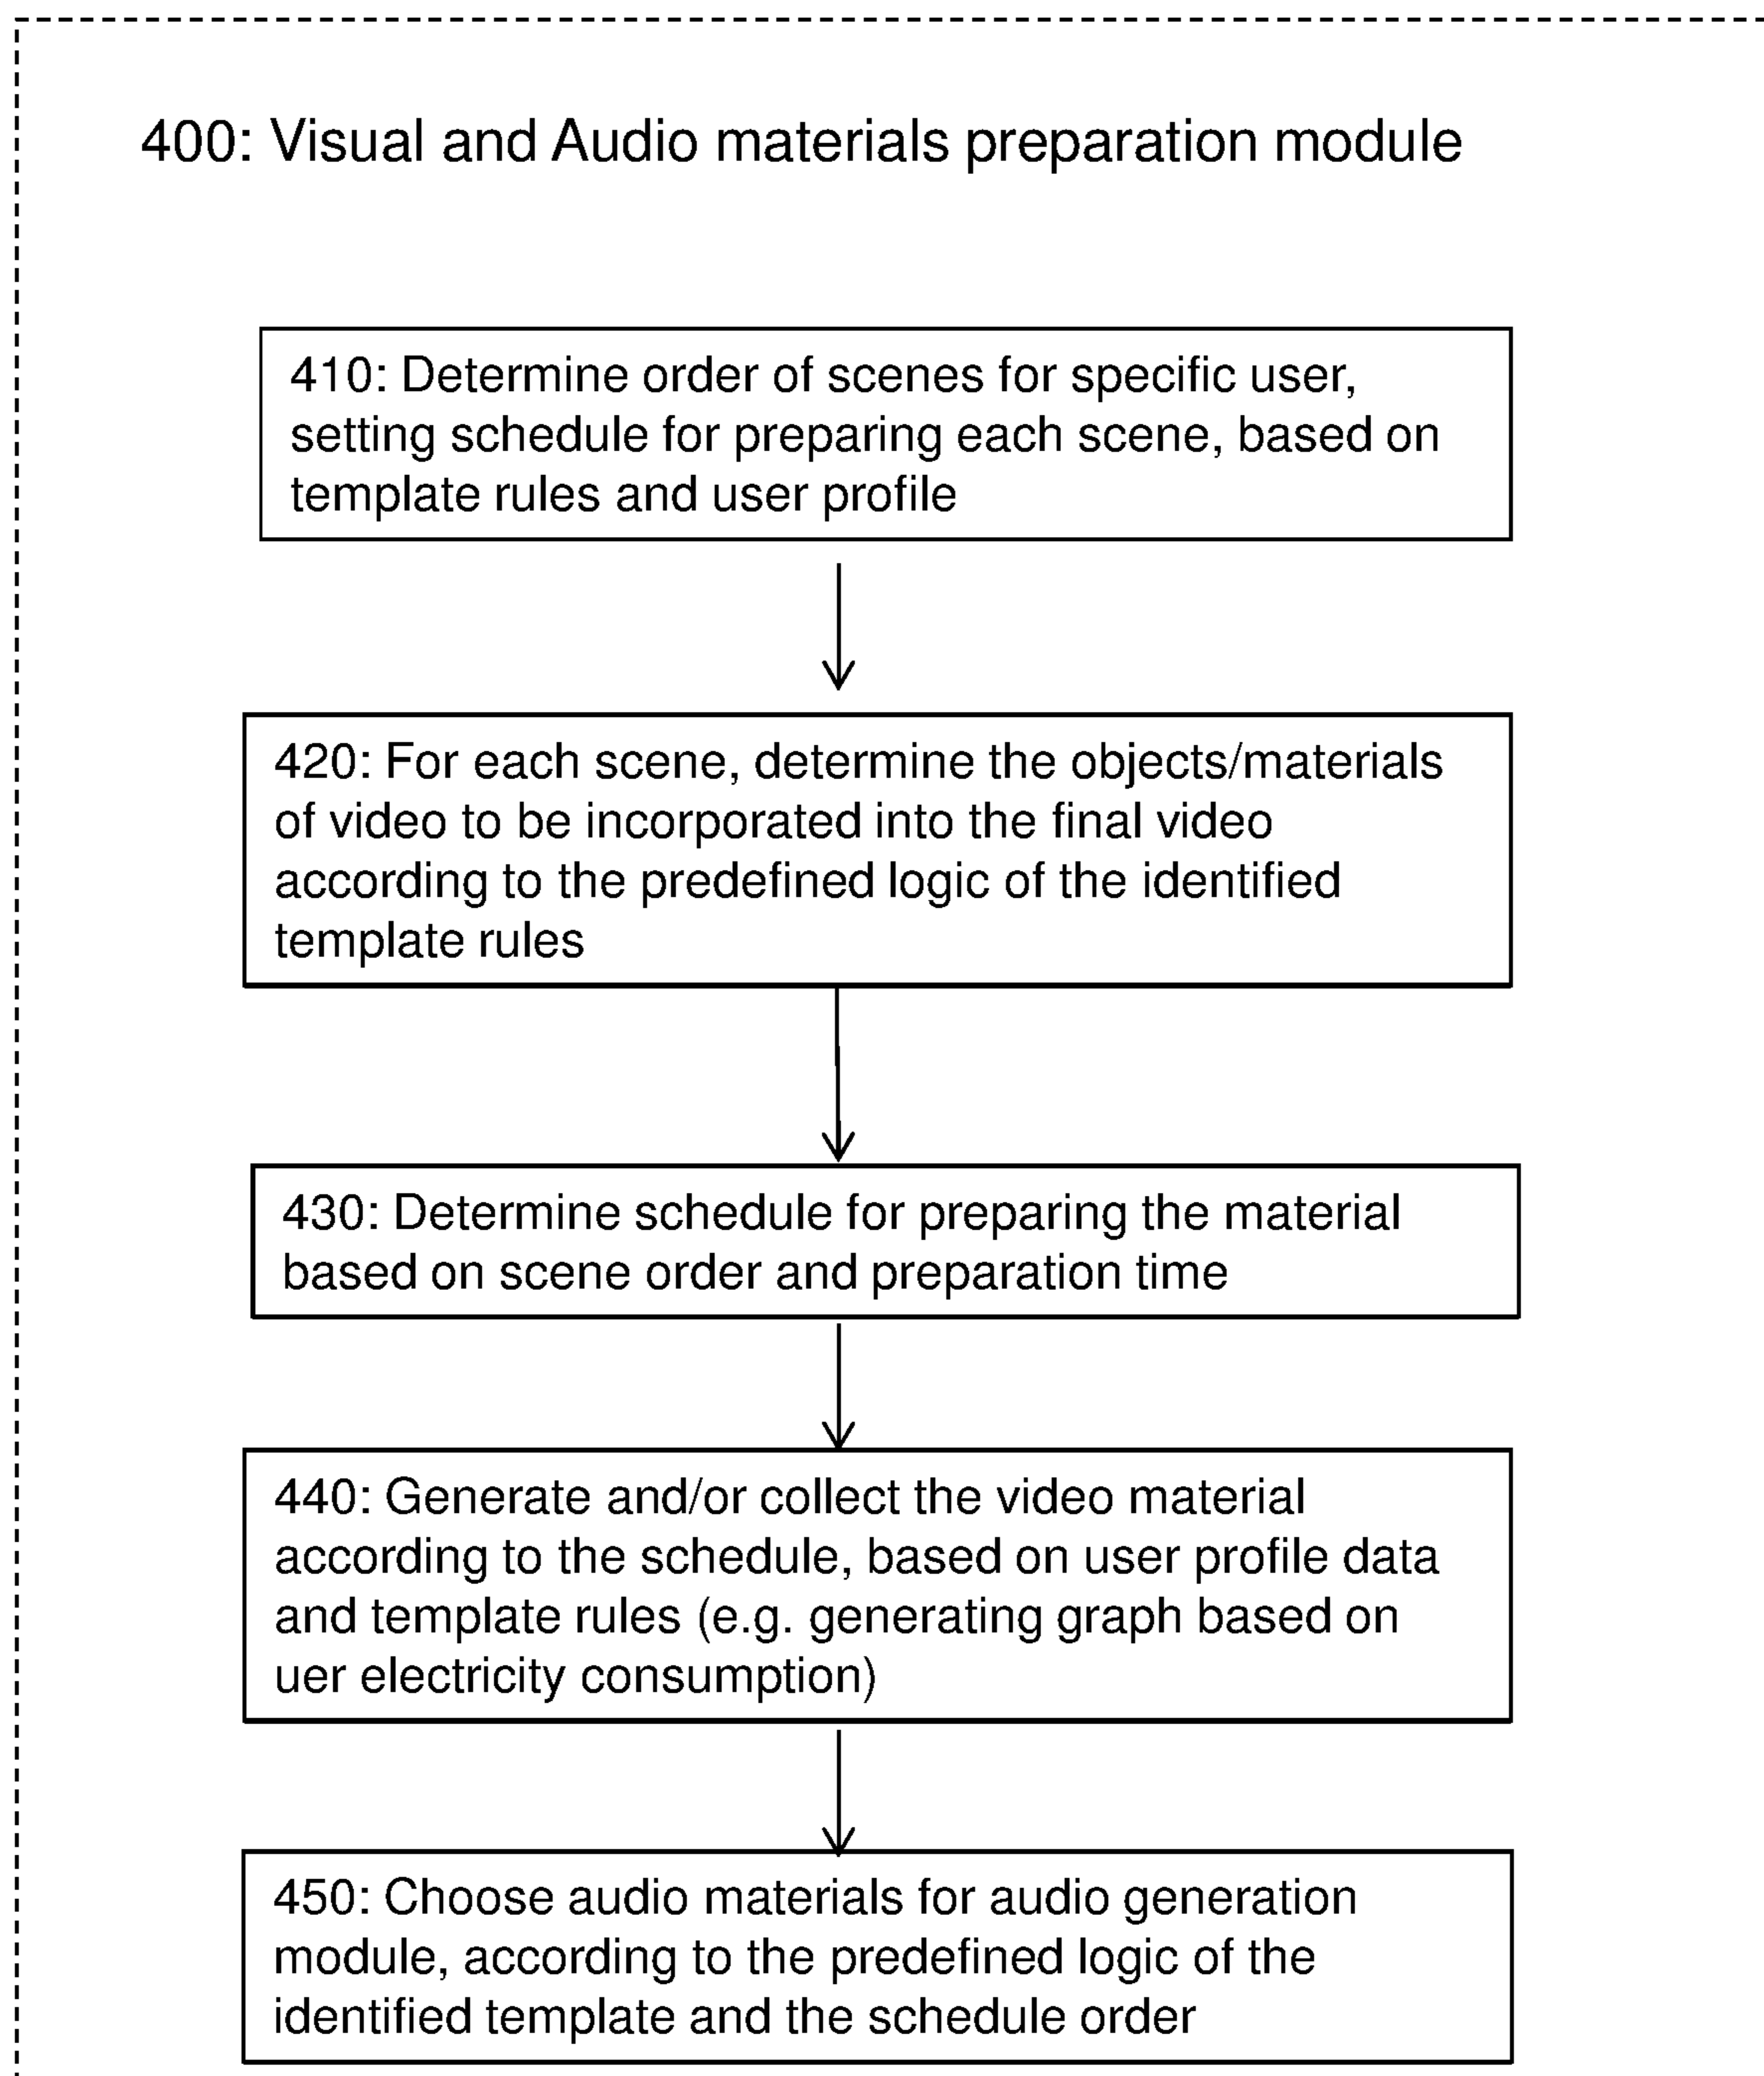 400: Visual and Audio materials preparation module
410: Determine order of scenes for specific user,
setting schedule for preparing each scene, based on
template rules and user profile
420: For each scene, determine the objects/materials
of video to be incorporated into the final video
according to the predefined logic of the identified
template rules
430: Determine schedule for preparing the material
based on scene order and preparation time
440: Generate and/or collect the video material
according to the schedule, based on user profile data
and template rules (e.g. generating graph based on
uer electricity consumption)
450: Choose audio materials for audio generation
module, according to the predefined logic of the
identified template and the schedule order